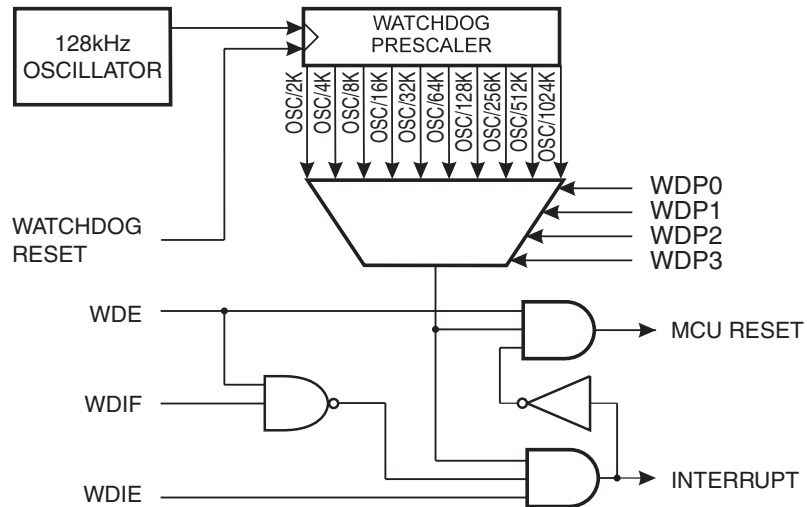 128kHz
OSCILLATOR
WATCHDOG
PRESCALER
OSC/2K
OSC/4K
OSC/8K
OSC/16K
OSC/32K
OSC/64K
OSC/128K
OSC/256K
OSC/512K
OSC/1024K
WATCHDOG
RESET
WDP0
WDP1
WDP2
WDP3
WDE
MCU RESET
WDIF
WDIE
INTERRUPT